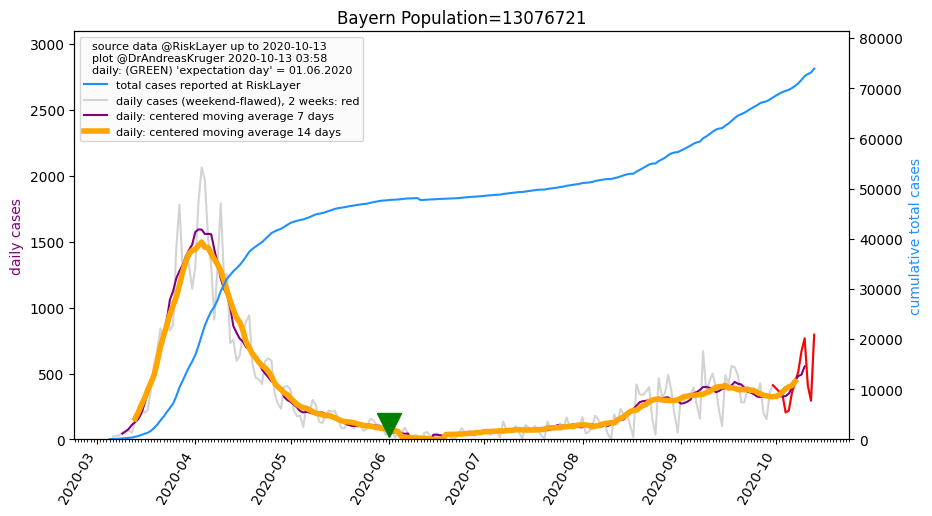 Bayern Population=13076721
source data @RiskLayer up to 2020-10-13
plot @DrAndreasKruger 2020-10-13 03:58
daily: (GREEN) 'expectation day' = 01.06.2020
total cases reported at RiskLayer
daily cases (weekend-flawed), 2 weeks: red
daily: centered moving average 7 days
daily: centered moving average 14 days
daily cases
3000
2500
2000
1500
1000
500
0
cumulative total cases
80000
70000
60000
50000
40000
30000
20000
10000
0
2020-03
2020-04
2020-05
2020-06
2020-07
2020-08
2020-09
2020-10